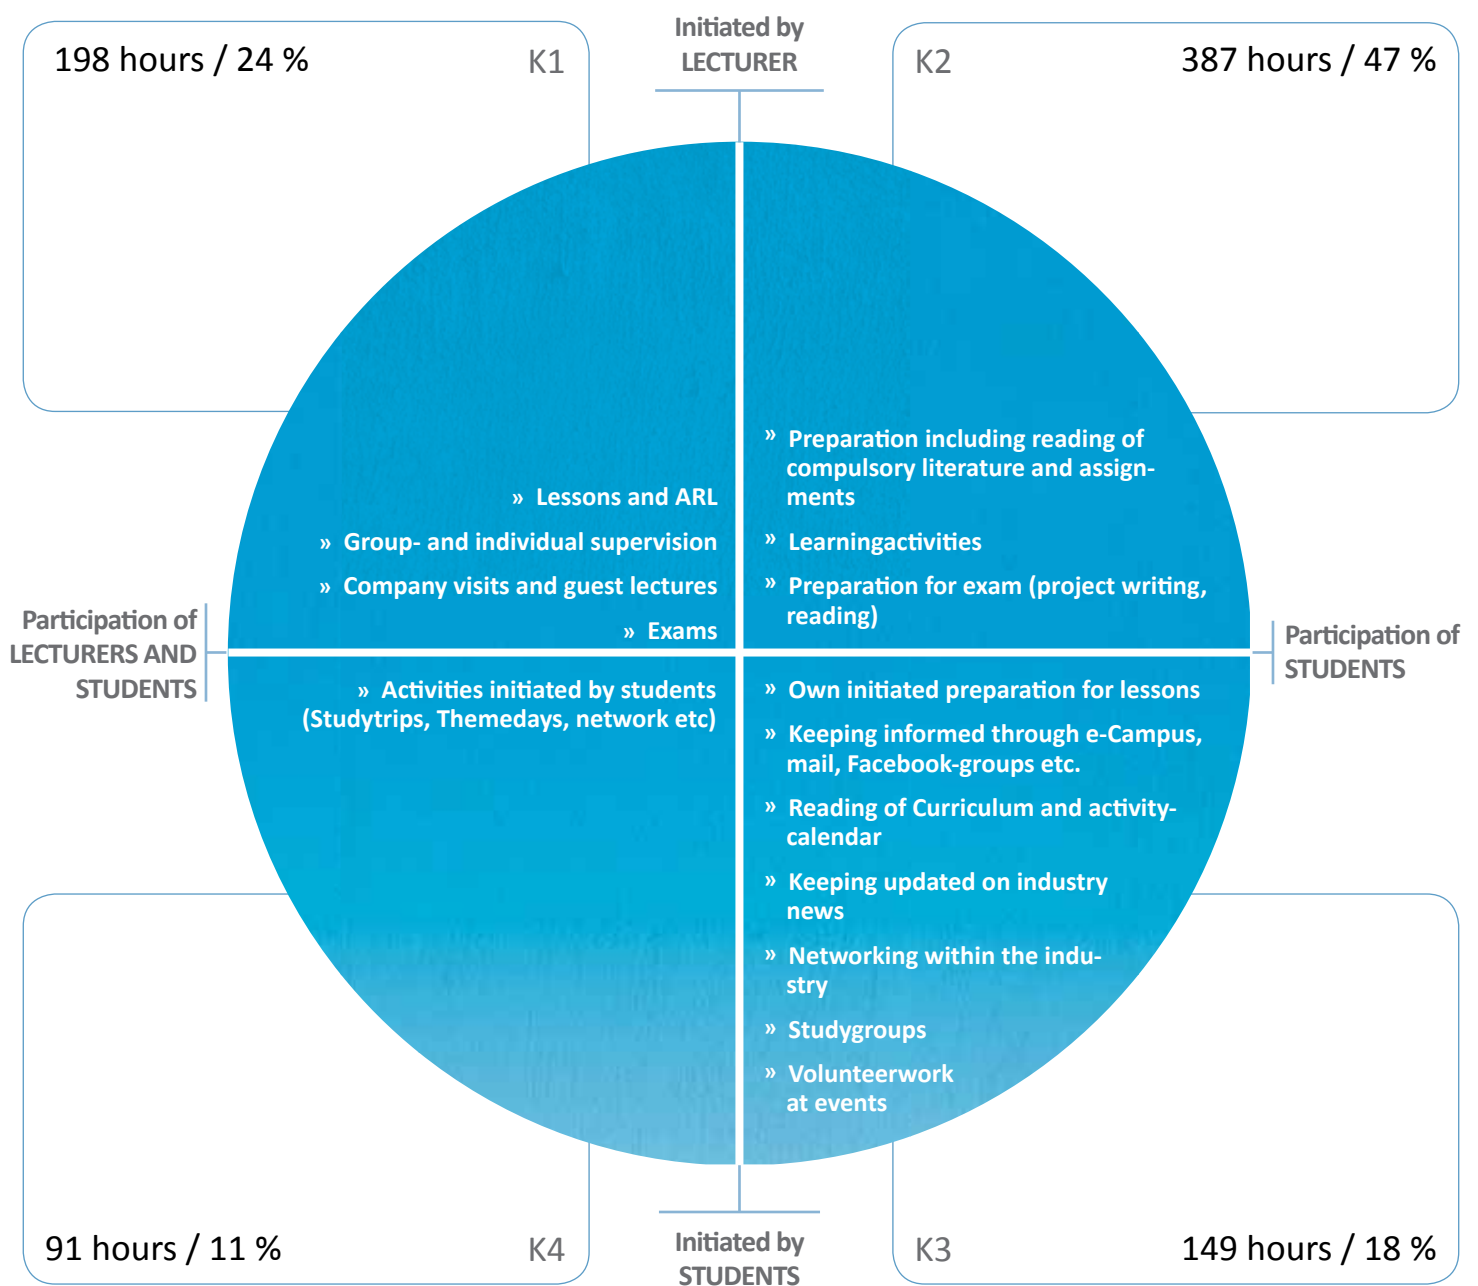 198 hours / 24 %
K1
Initiated by
LECTURER
K2
387 hours / 47 %
» Lessons and ARL
» Group- and individual supervision
» Company visits and guest lectures
» Exams
» Preparation including reading of
compulsory literature and assign-
ments
» Learningactivities
» Preparation for exam (project writing,
reading)
Participation of
LECTURERS AND
STUDENTS
Participation of
STUDENTS
» Activities initiated by students
(Studytrips, Themedays, network etc)
» Own initiated preparation for lessons
» Keeping informed through e-Campus,
mail, Facebook-groups etc.
» Reading of Curriculum and activity-
calendar
» Keeping updated on industry
news
» Networking within the indu-
stry
» Studygroups
» Volunteerwork
at events
91 hours / 11 %
K4
Initiated by
STUDENTS
K3
149 hours / 18 %